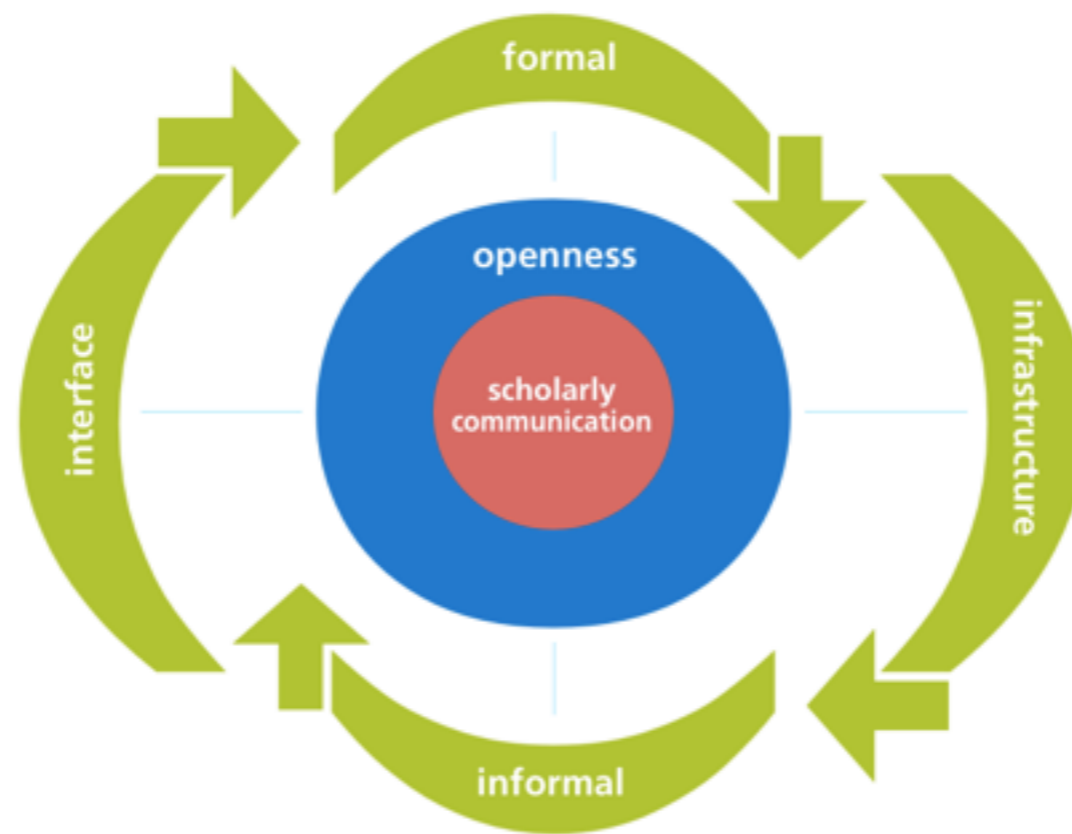 formal
openness
interface
infrastructure
scholarly
communication
informal